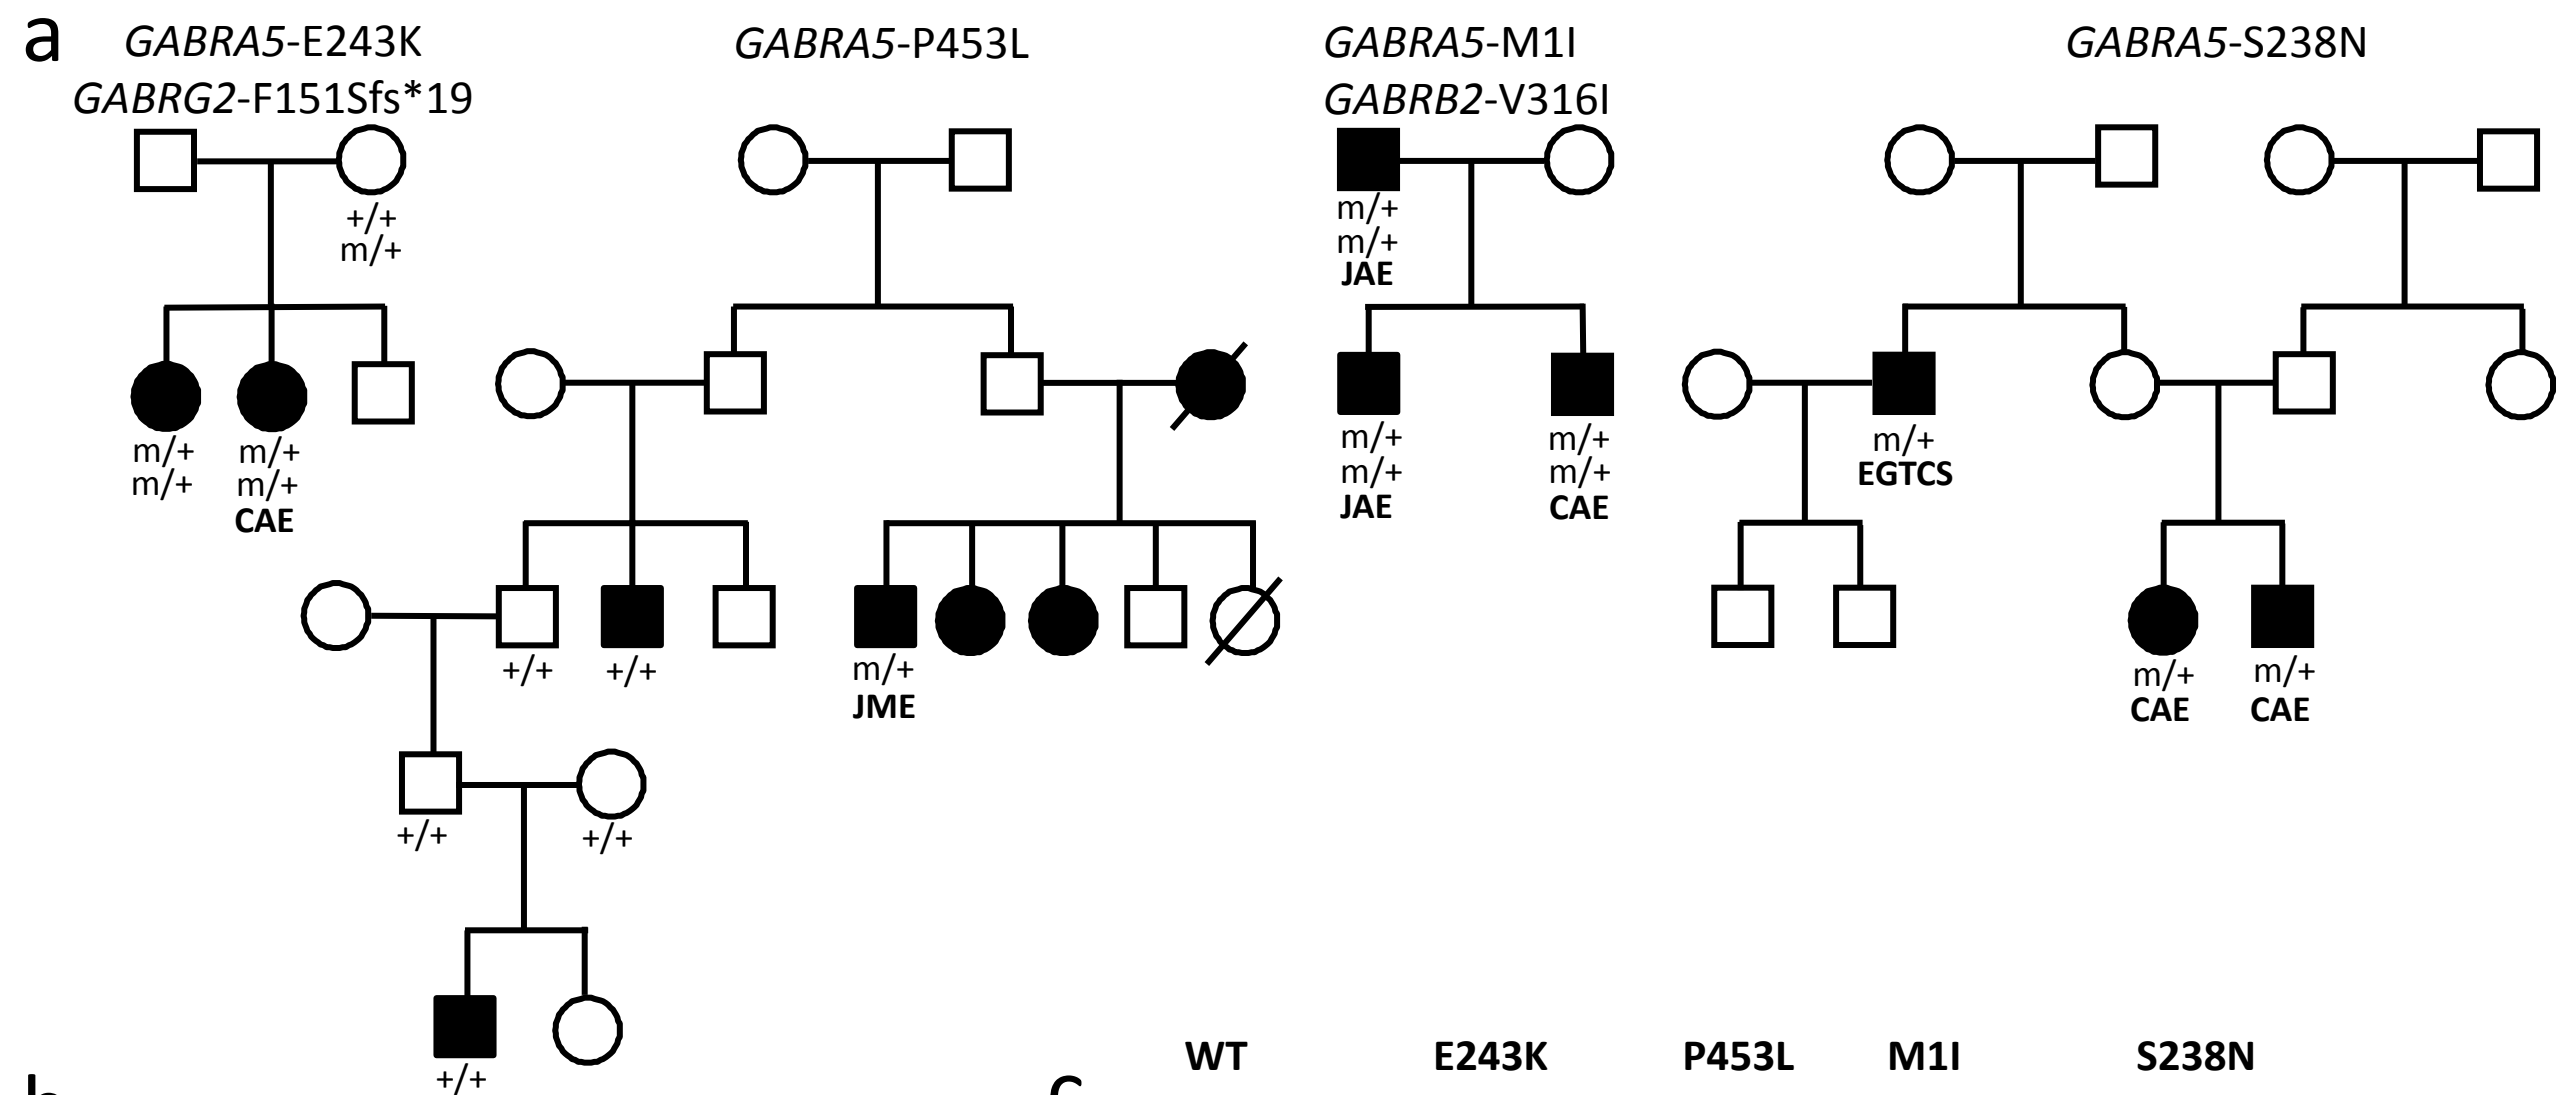 a
GABRA5-E243K
GABRG2-F151Sfs*19
GABRA5-P453L
GABRA5-M1I
GABRB2-V316I
GABRA5-S238N
+/+
m/+
m/+
m/+
JAE
m/+
m/+
m/+
m/+
CAE
m/+
m/+
JAE
m/+
m/+
CAE
m/+
EGTCS
+/+
+/+
m/+
JME
m/+
CAE
m/+
CAE
+/+
+/+
+/+
WT
E243K
P453L
M1I
S238N